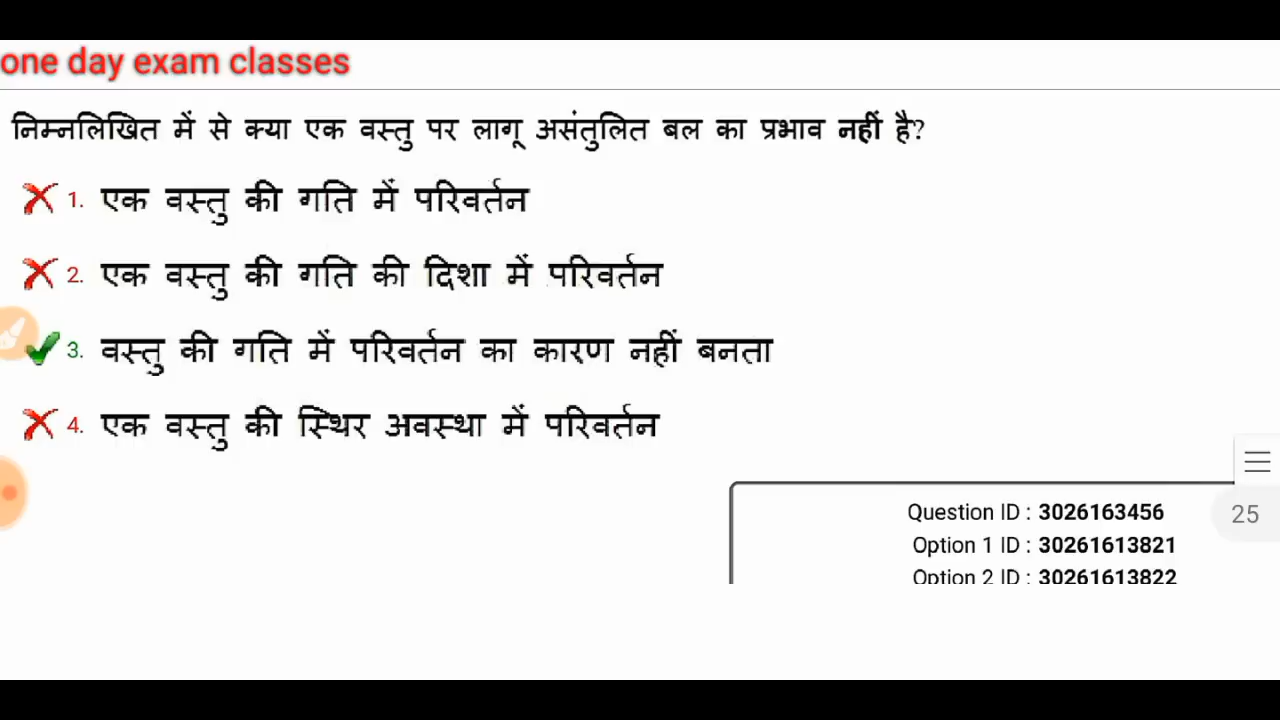 one day exam classes
निम्नलिखित में से क्या एक वस्तु पर लागू असंतुलित बल का प्रभाव नहीं है?
1. एक वस्तु की गति में परिवर्तन
2. एक वस्तु की गति की दिशा में परिवर्तन
3. वस्तु की गति में परिवर्तन का कारण नहीं बनता
4. एक वस्तु की स्थिर अवस्था में परिवर्तन
Question ID : 3026163456
25
Option 1 ID : 30261613821
Option 2 ID : 30261613822